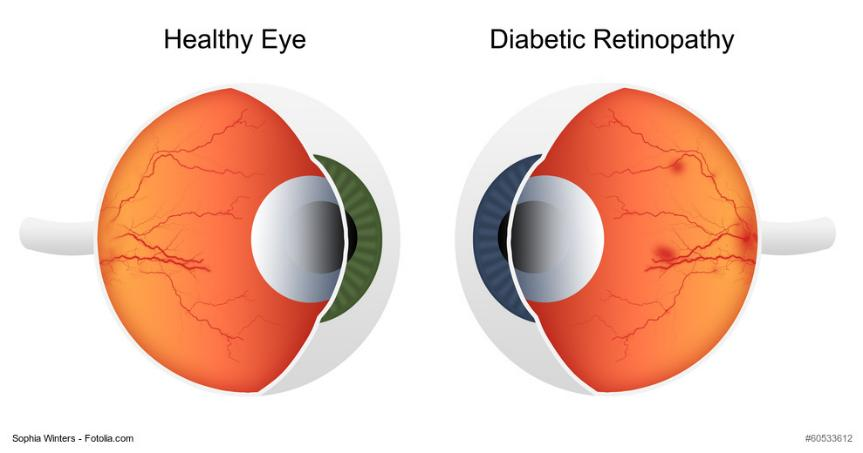 Healthy Eye
Diabetic Retinopathy
Sophia Winters - Fotolia.com
#60533612